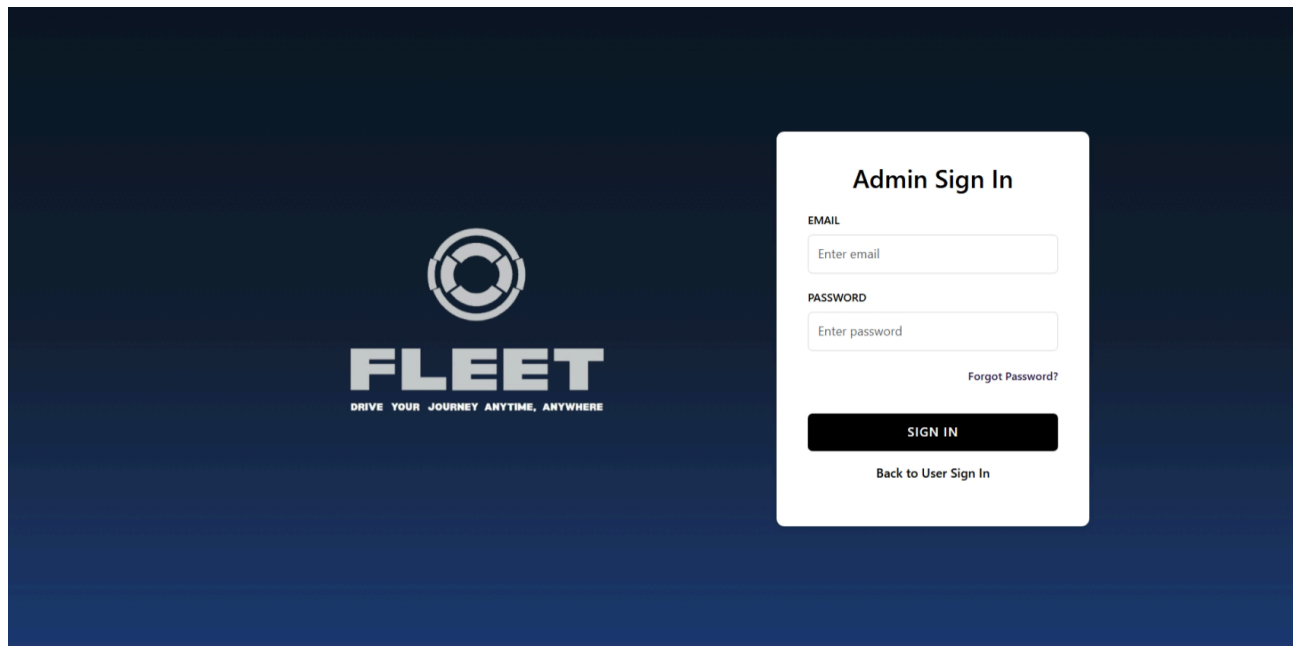 FLEET
DRIVE YOUR JOURNEY ANYTIME, ANYWHERE
Admin Sign In
EMAIL
Enter email
PASSWORD
Enter password
Forgot Password?
SIGN IN
Back to User Sign In